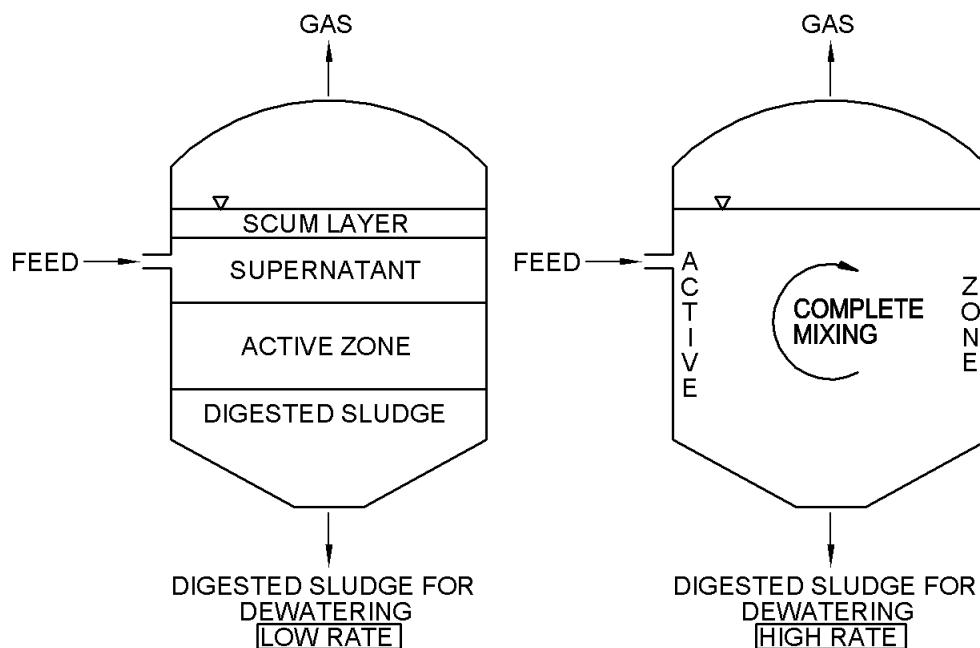 GAS
SCUM LAYER
FEED
SUPERNATANT
ACTIVE ZONE
DIGESTED SLUDGE
DIGESTED SLUDGE FOR
DEWATERING
LOW RATE
GAS
FEED
ACTIVE
COMPLETE
MIXING
ZONE
DIGESTED SLUDGE FOR
DEWATERING
HIGH RATE